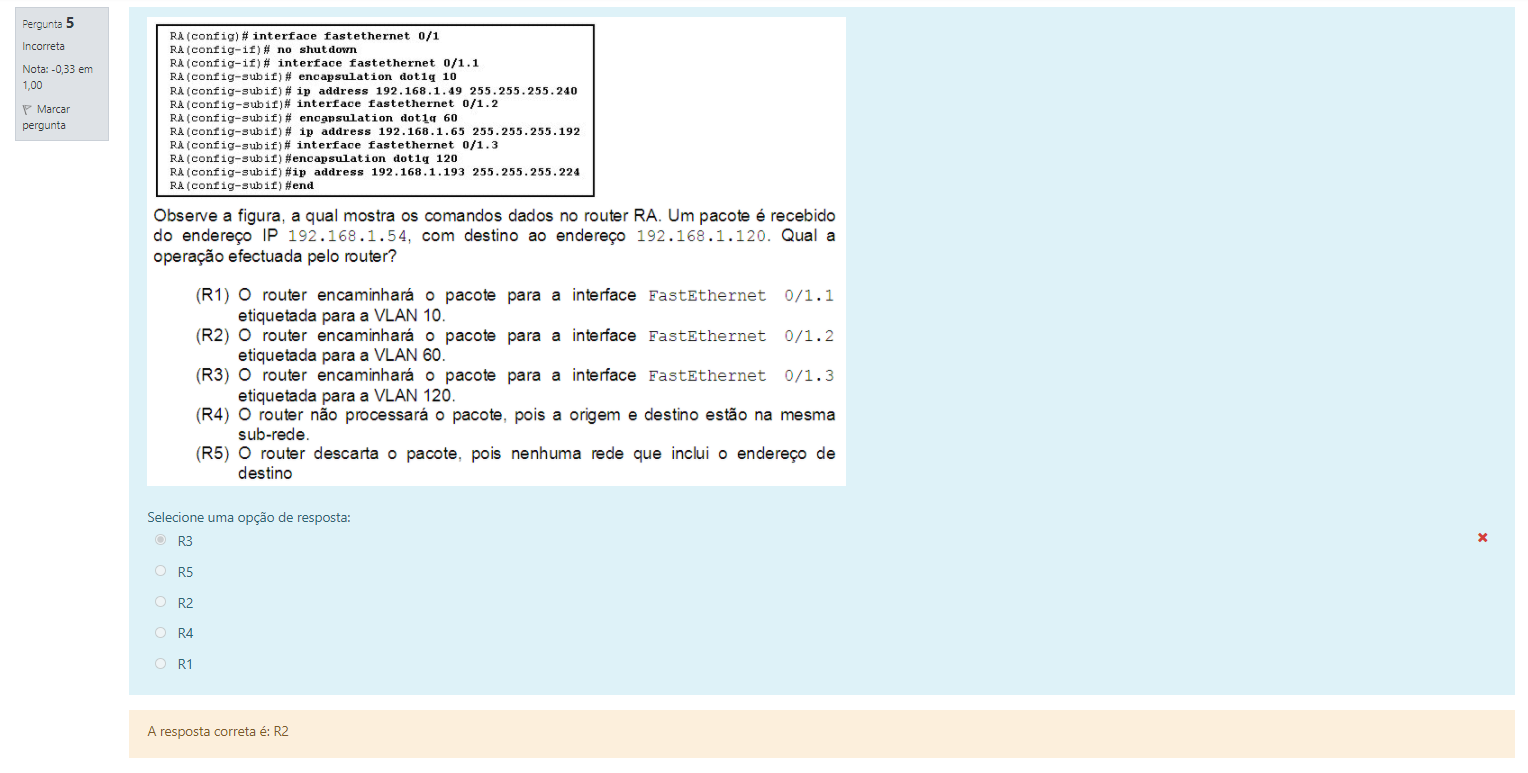 Pergunta 5
Incorreta
Nota: -0,33 em
1,00
Marcar
pergunta
RA(config)# interface fastethernet 0/1
RA(config-if)# no shutdown
RA(config-if)# interface fastethernet 0/1.1
RA(config-subif)# encapsulation dot1q 10
RA(config-subif)# ip address 192.168.1.49 255.255.255.240
RA(config-subif)# interface fastethernet 0/1.2
RA(config-subif)# encapsulation dot1q 60
RA(config-subif)# ip address 192.168.1.65 255.255.255.192
RA(config-subif)# interface fastethernet 0/1.3
RA(config-subif)#encapsulation dot1q 120
RA(config-subif)#ip address 192.168.1.193 255.255.255.224
RA(config-subif)#end
Observe a figura, a qual mostra os comandos dados no router RA. Um pacote é recebido
do endereço IP 192.168.1.54, com destino ao endereço 192.168.1.120. Qual a
operação efectuada pelo router?
(R1) O router encaminhará o pacote para a interface FastEthernet 0/1.1
etiquetada para a VLAN 10.
(R2) O router encaminhará o pacote para a interface FastEthernet 0/1.2
etiquetada para a VLAN 60.
(R3) O router encaminhará o pacote para a interface FastEthernet 0/1.3
etiquetada para a VLAN 120.
(R4) O router não processará o pacote, pois a origem e destino estão na mesma
sub-rede.
(R5) O router descarta o pacote, pois nenhuma rede que inclui o endereço de
destino
Selecione uma opção de resposta:
R3
R5
R2
R4
R1
A resposta correta é: R2